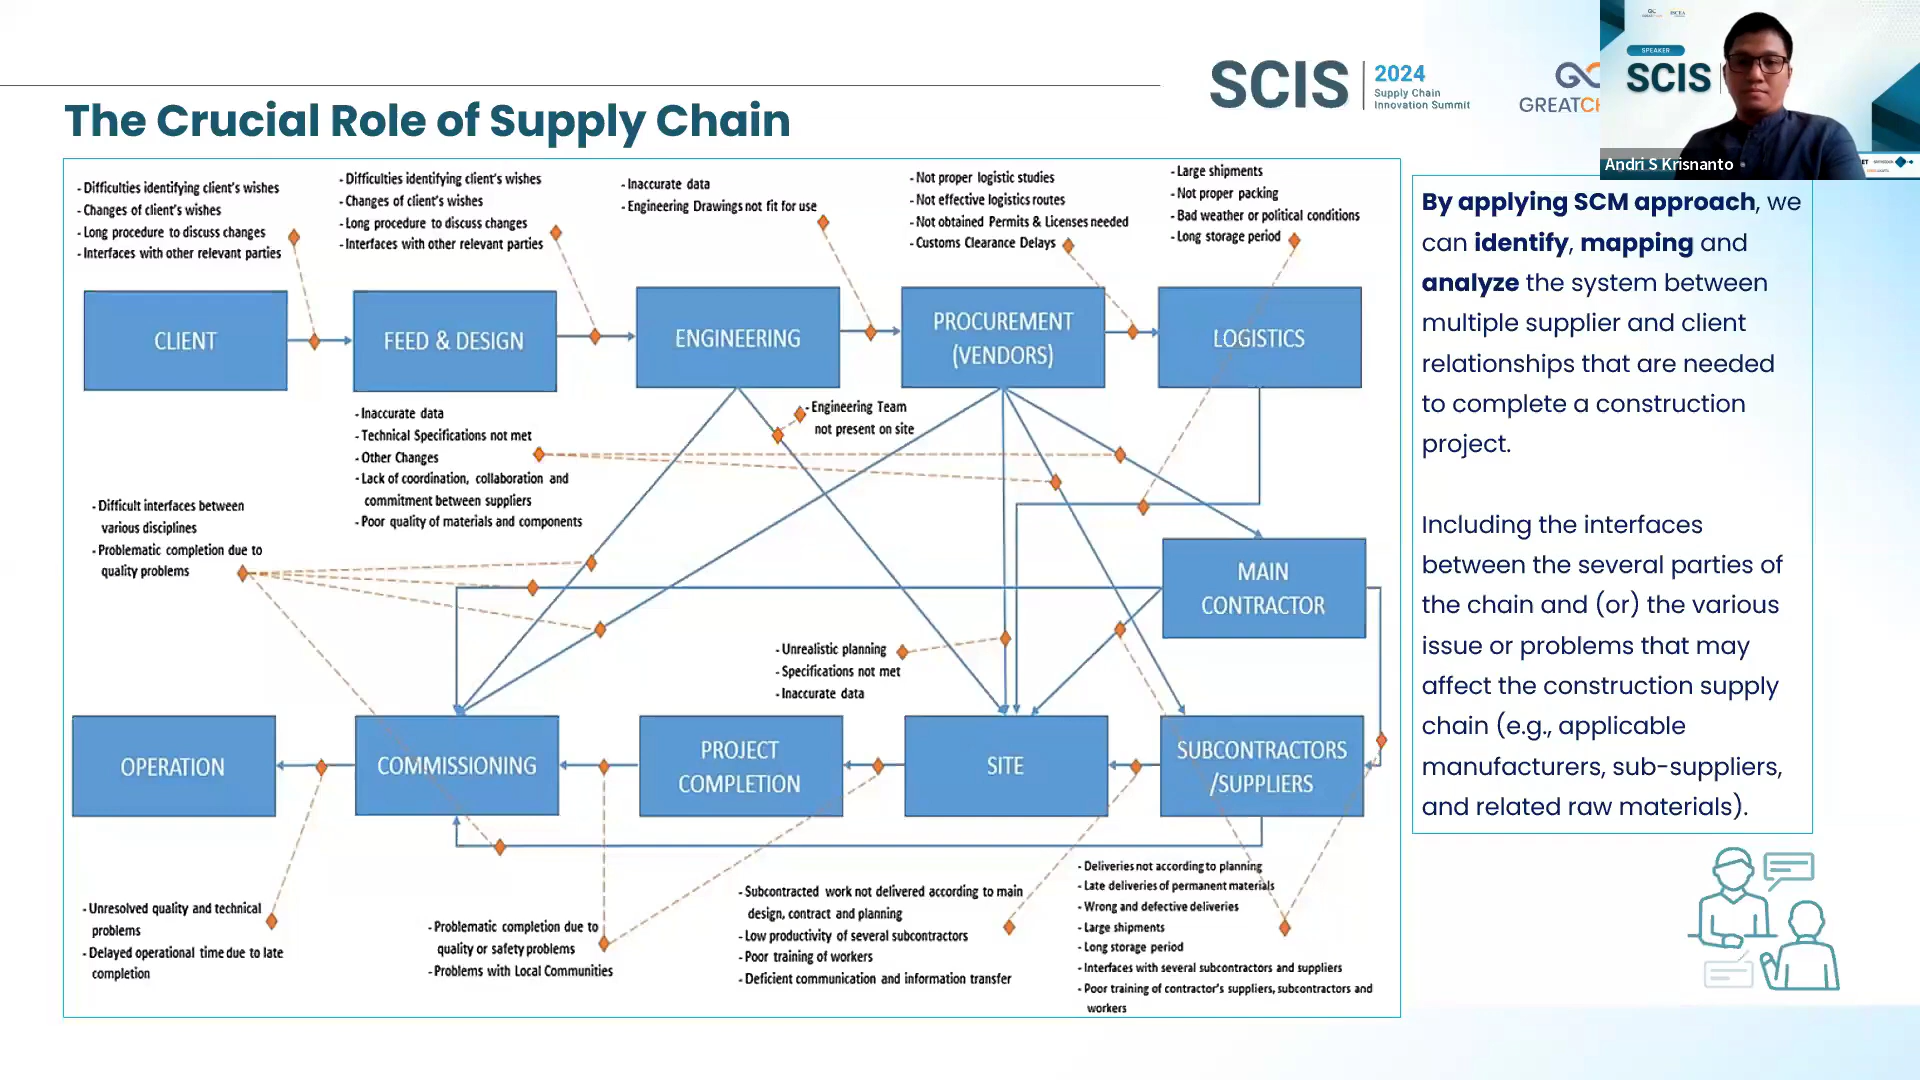 The Crucial Role of Supply Chain
SCIS
2024
Supply Chain
Innovation Summit
SPEAKER
SCIS
Andri S Krisnanto
- Difficulties identifying client's wishes
- Changes of client's wishes
- Long procedure to discuss changes
- Interfaces with other relevant parties
- Difficulties identifying client's wishes
- Changes of client's wishes
- Long procedure to discuss changes
- Interfaces with other relevant parties
- Inaccurate data
- Engineering Drawings not fit for use
- Not proper logistic studies
- Not effective logistics routes
- Not obtained Permits & Licenses needed
- Customs Clearance Delays
- Large shipments
- Not proper packing
- Bad weather or political conditions
- Long storage period
CLIENT
FEED & DESIGN
ENGINEERING
PROCUREMENT
(VENDORS)
LOGISTICS
- Inaccurate data
- Technical Specifications not met
- Other Changes
- Lack of coordination, collaboration and
commitment between suppliers
- Poor quality of materials and components
- Engineering Team
not present on site
- Difficult interfaces between
various disciplines
- Problematic completion due to
quality problems
MAIN
CONTRACTOR
- Unrealistic planning
- Specifications not met
- Inaccurate data
OPERATION
COMMISSIONING
PROJECT
COMPLETION
SITE
SUBCONTRACTORS
/SUPPLIERS
- Unresolved quality and technical
problems
- Delayed operational time due to late
completion
- Problematic completion due to
quality or safety problems
- Problems with Local Communities
- Subcontracted work not delivered according to main
design, contract and planning
- Low productivity of several subcontractors
- Poor training of workers
- Deficient communication and information transfer
- Deliveries not according to planning
- Late deliveries of permanent materials
- Wrong and defective deliveries
- Large shipments
- Long storage period
- Interfaces with several subcontractors and suppliers
- Poor training of contractor's suppliers, subcontractors and
workers
By applying SCM approach, we
can identify, mapping and
analyze the system between
multiple supplier and client
relationships that are needed
to complete a construction
project.
Including the interfaces
between the several parties of
the chain and (or) the various
issue or problems that may
affect the construction supply
chain (e.g., applicable
manufacturers, sub-suppliers,
and related raw materials).